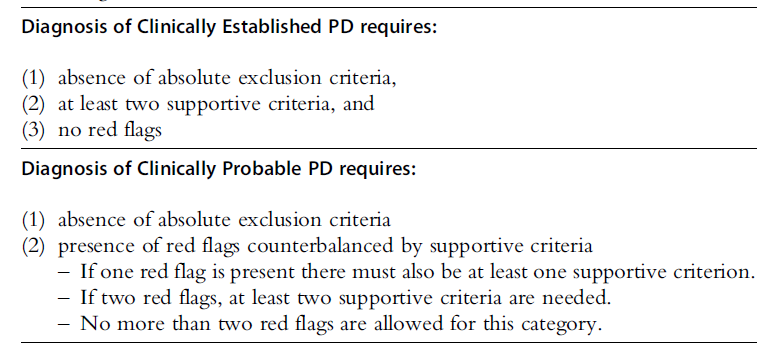 Diagnosis of Clinically Established PD requires:
(1) absence of absolute exclusion criteria,
(2) at least two supportive criteria, and
(3) no red flags
Diagnosis of Clinically Probable PD requires:
(1) absence of absolute exclusion criteria
(2) presence of red flags counterbalanced by supportive criteria
– If one red flag is present there must also be at least one supportive criterion.
– If two red flags, at least two supportive criteria are needed.
– No more than two red flags are allowed for this category.